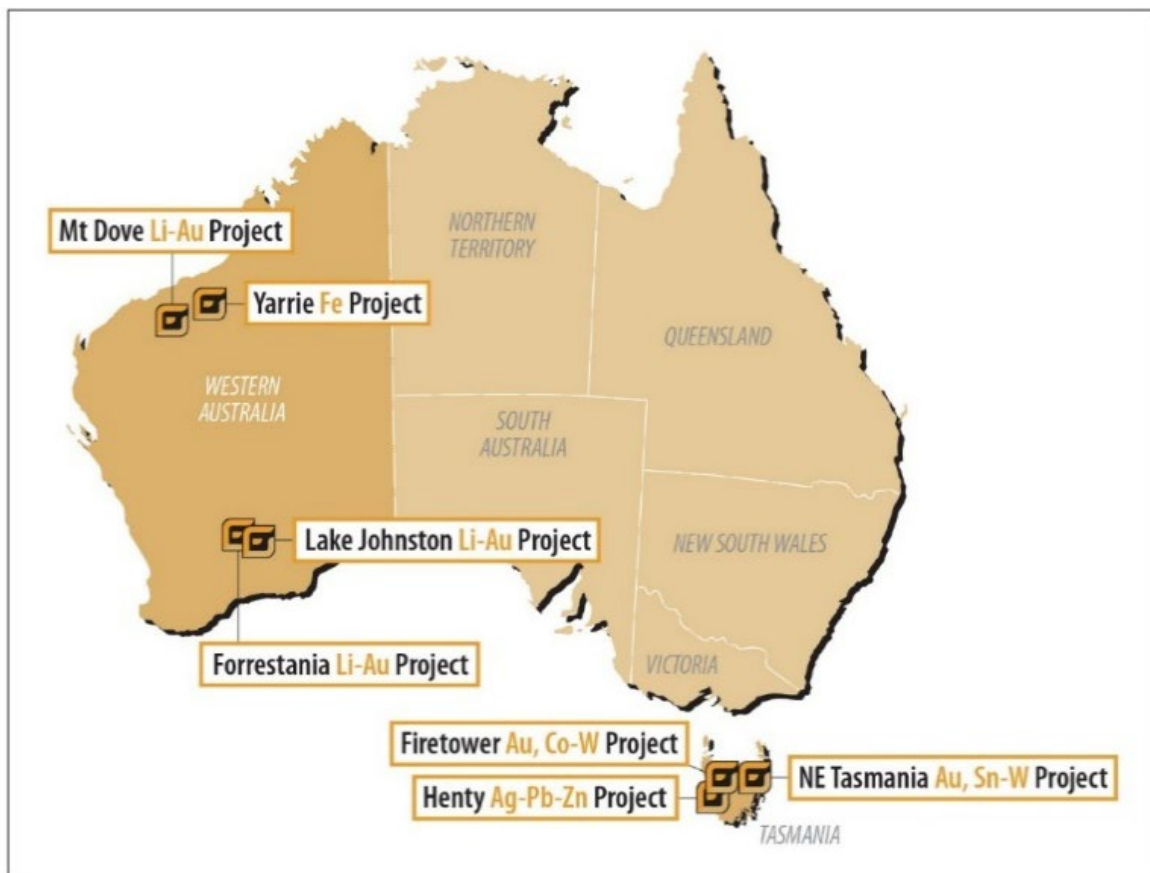 Mt Dove Li-Au Project
Yarrie Fe Project
NORTHERN
TERRITORY
QUEENSLAND
WESTERN
AUSTRALIA
SOUTH
AUSTRALIA
Lake Johnston Li-Au Project
NEW SOUTH WALES
Forrestania Li-Au Project
VICTORIA
Firetower Au, Co-W Project
NE Tasmania Au, Sn-W Project
Henty Ag-Pb-Zn Project
TASMANIA